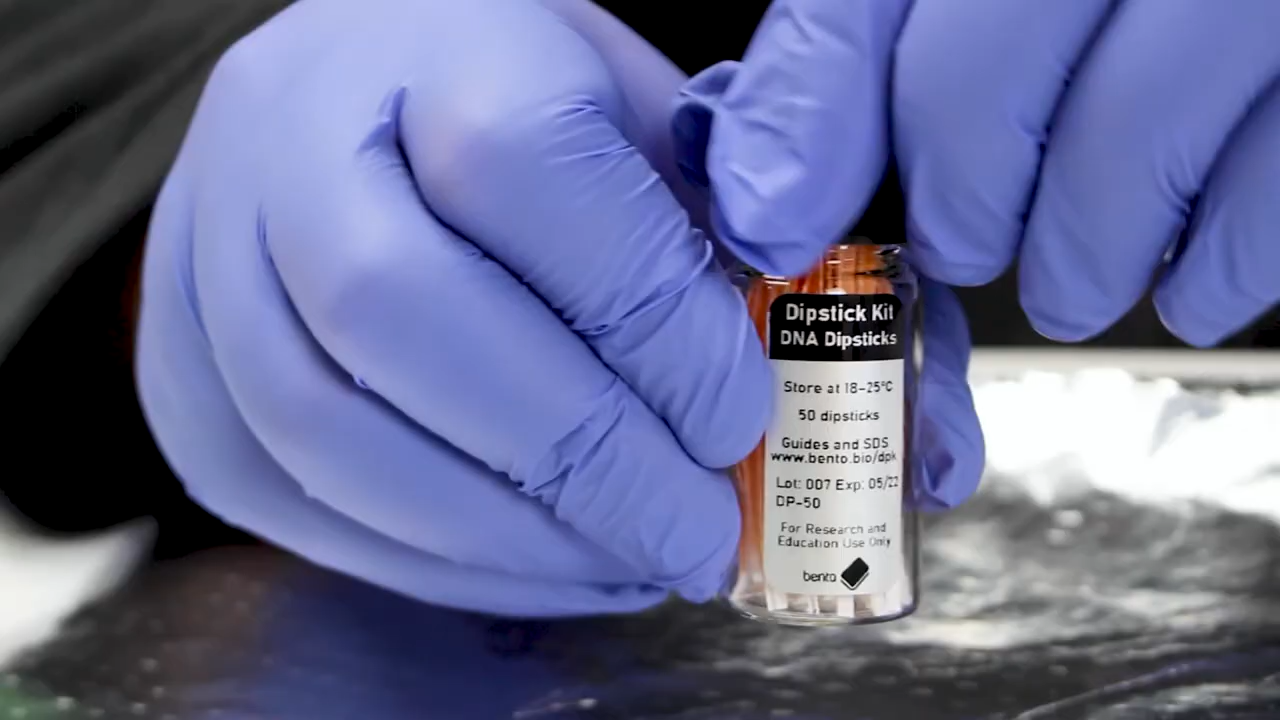 Dipstick Kit
DNA Dipsticks
Store at 18-25°C
50 dipsticks
Guides and SDS
www.bento.bio/dpk
Lot: 007 Exp: 05/22
DP-50
For Research and
Education Use Only
bento